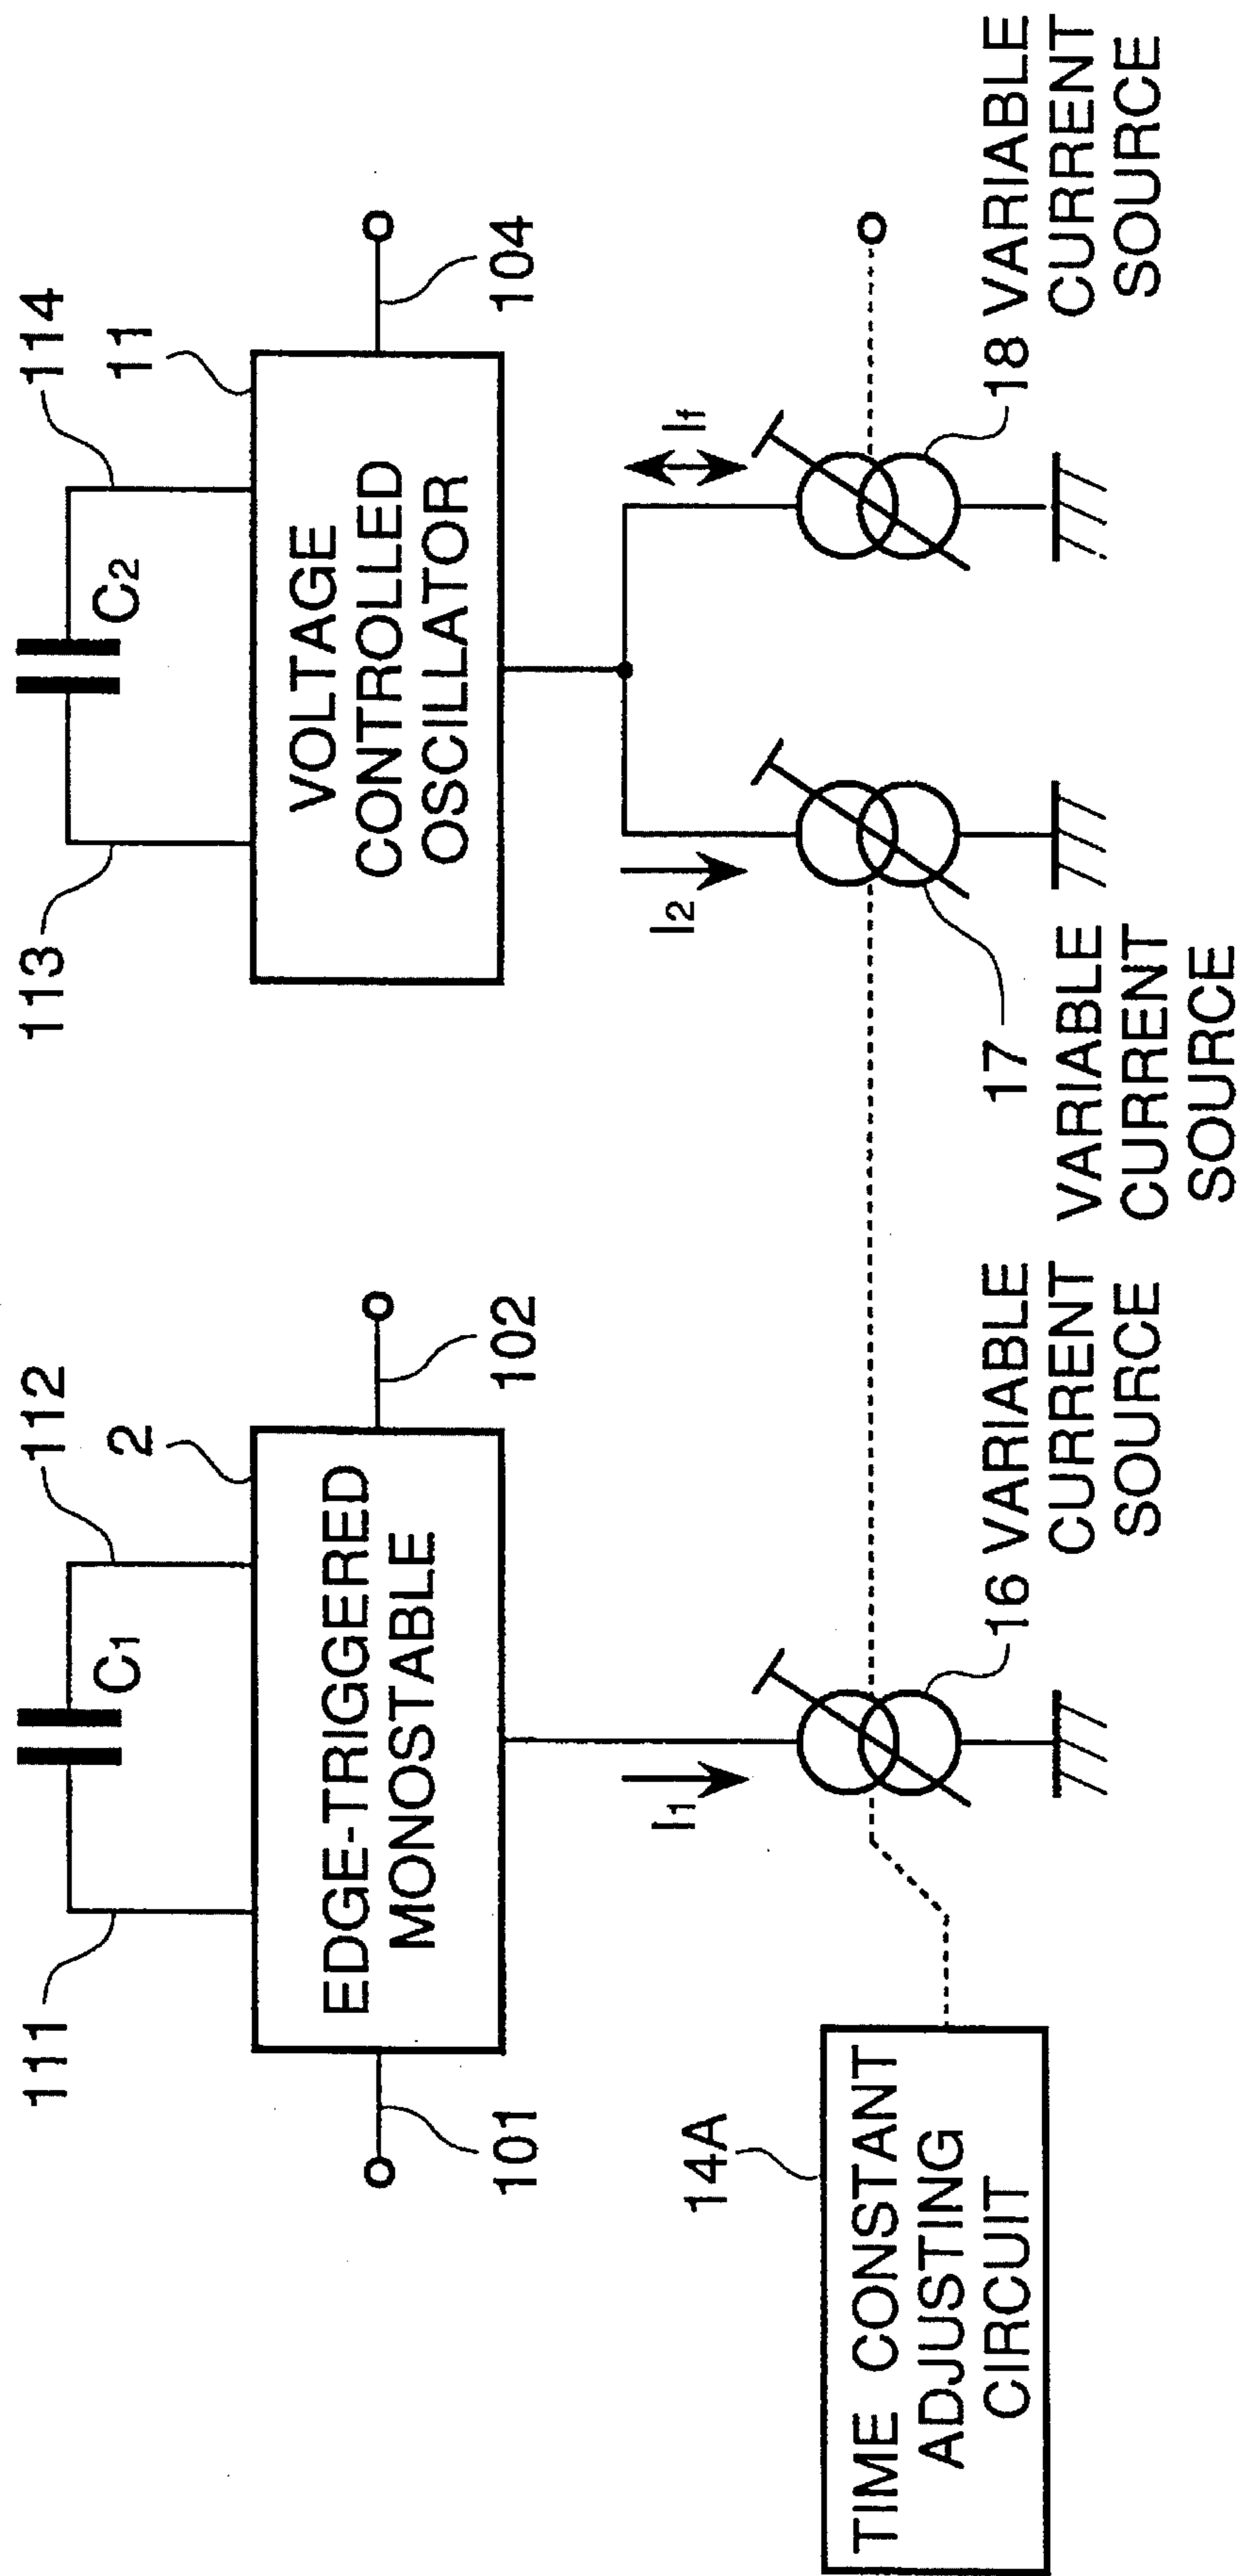 111
C1
112
2
EDGE-TRIGGERED
MONOSTABLE
101
102
I1
113
C2
114
11
VOLTAGE
CONTROLLED
OSCILLATOR
104
I2
If
14A
TIME CONSTANT
ADJUSTING
CIRCUIT
16 VARIABLE
CURRENT
SOURCE
17
VARIABLE
CURRENT
SOURCE
18 VARIABLE
CURRENT
SOURCE